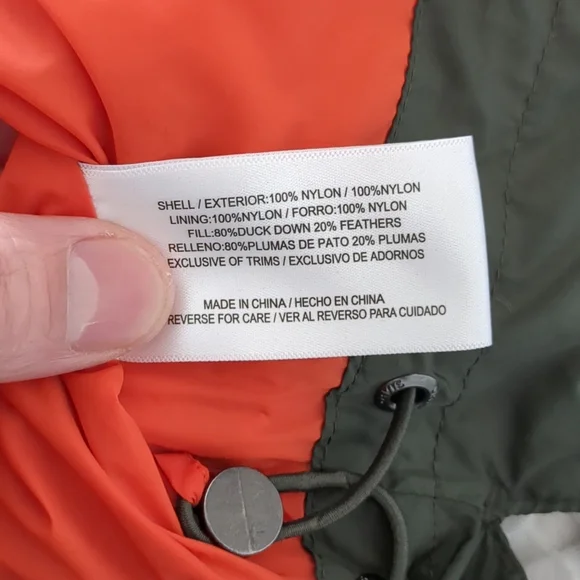 SHELL / EXTERIOR:100% NYLON / 100%NYLON
LINING:100%NYLON / FORRO:100% NYLON
FILL:80%DUCK DOWN 20% FEATHERS
RELLENO:80%PLUMAS DE PATO 20% PLUMAS
EXCLUSIVE OF TRIMS / EXCLUSIVO DE ADORNOS
MADE IN CHINA / HECHO EN CHINA
REVERSE FOR CARE / VER AL REVERSO PARA CUIDADO